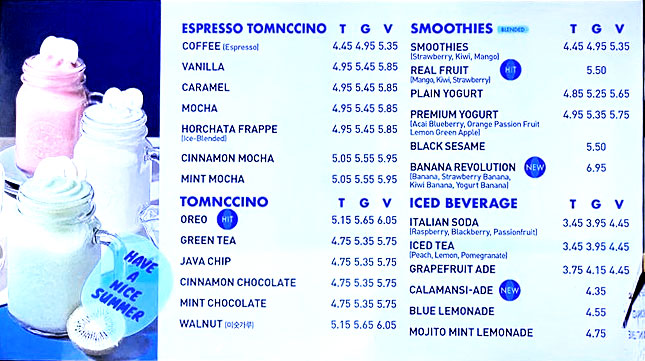 ESPRESSO TOMNCCINO T G V
COFFEE (Espresso) 4.45 4.95 5.35
VANILLA 4.95 5.45 5.85
CARAMEL 4.95 5.45 5.85
MOCHA 4.95 5.45 5.85
HORCHATA FRAPPE 4.95 5.45 5.85
(Ice-Blended)
CINNAMON MOCHA 5.05 5.55 5.95
MINT MOCHA 5.05 5.55 5.95
TOMNCCINO T G V
OREO HIT 5.15 5.65 6.05
GREEN TEA 4.75 5.35 5.75
JAVA CHIP 4.75 5.35 5.75
CINNAMON CHOCOLATE 4.75 5.35 5.75
MINT CHOCOLATE 4.75 5.35 5.75
WALNUT 5.15 5.65 6.05
SMOOTHIES BLENDED T G V
SMOOTHIES 4.45 4.95 5.35
(Strawberry, Kiwi, Mango)
REAL FRUIT HIT 5.50
(Mango, Kiwi, Strawberry)
PLAIN YOGURT 4.85 5.25 5.65
PREMIUM YOGURT 4.95 5.35 5.75
(Acai Blueberry, Orange Passion Fruit
Lemon Green Apple)
BLACK SESAME 5.50
BANANA REVOLUTION NEW 6.95
(Banana, Strawberry Banana,
Kiwi Banana, Yogurt Banana)
ICED BEVERAGE T G V
ITALIAN SODA 3.45 3.95 4.45
(Raspberry, Blackberry, Passionfruit)
ICED TEA 3.45 3.95 4.45
(Peach, Lemon, Pomegranate)
GRAPEFRUIT ADE 3.75 4.15 4.45
CALAMANSI-ADE NEW 4.35
BLUE LEMONADE 4.55
MOJITO MINT LEMONADE 4.75
HAVE
A
NICE
SUMMER